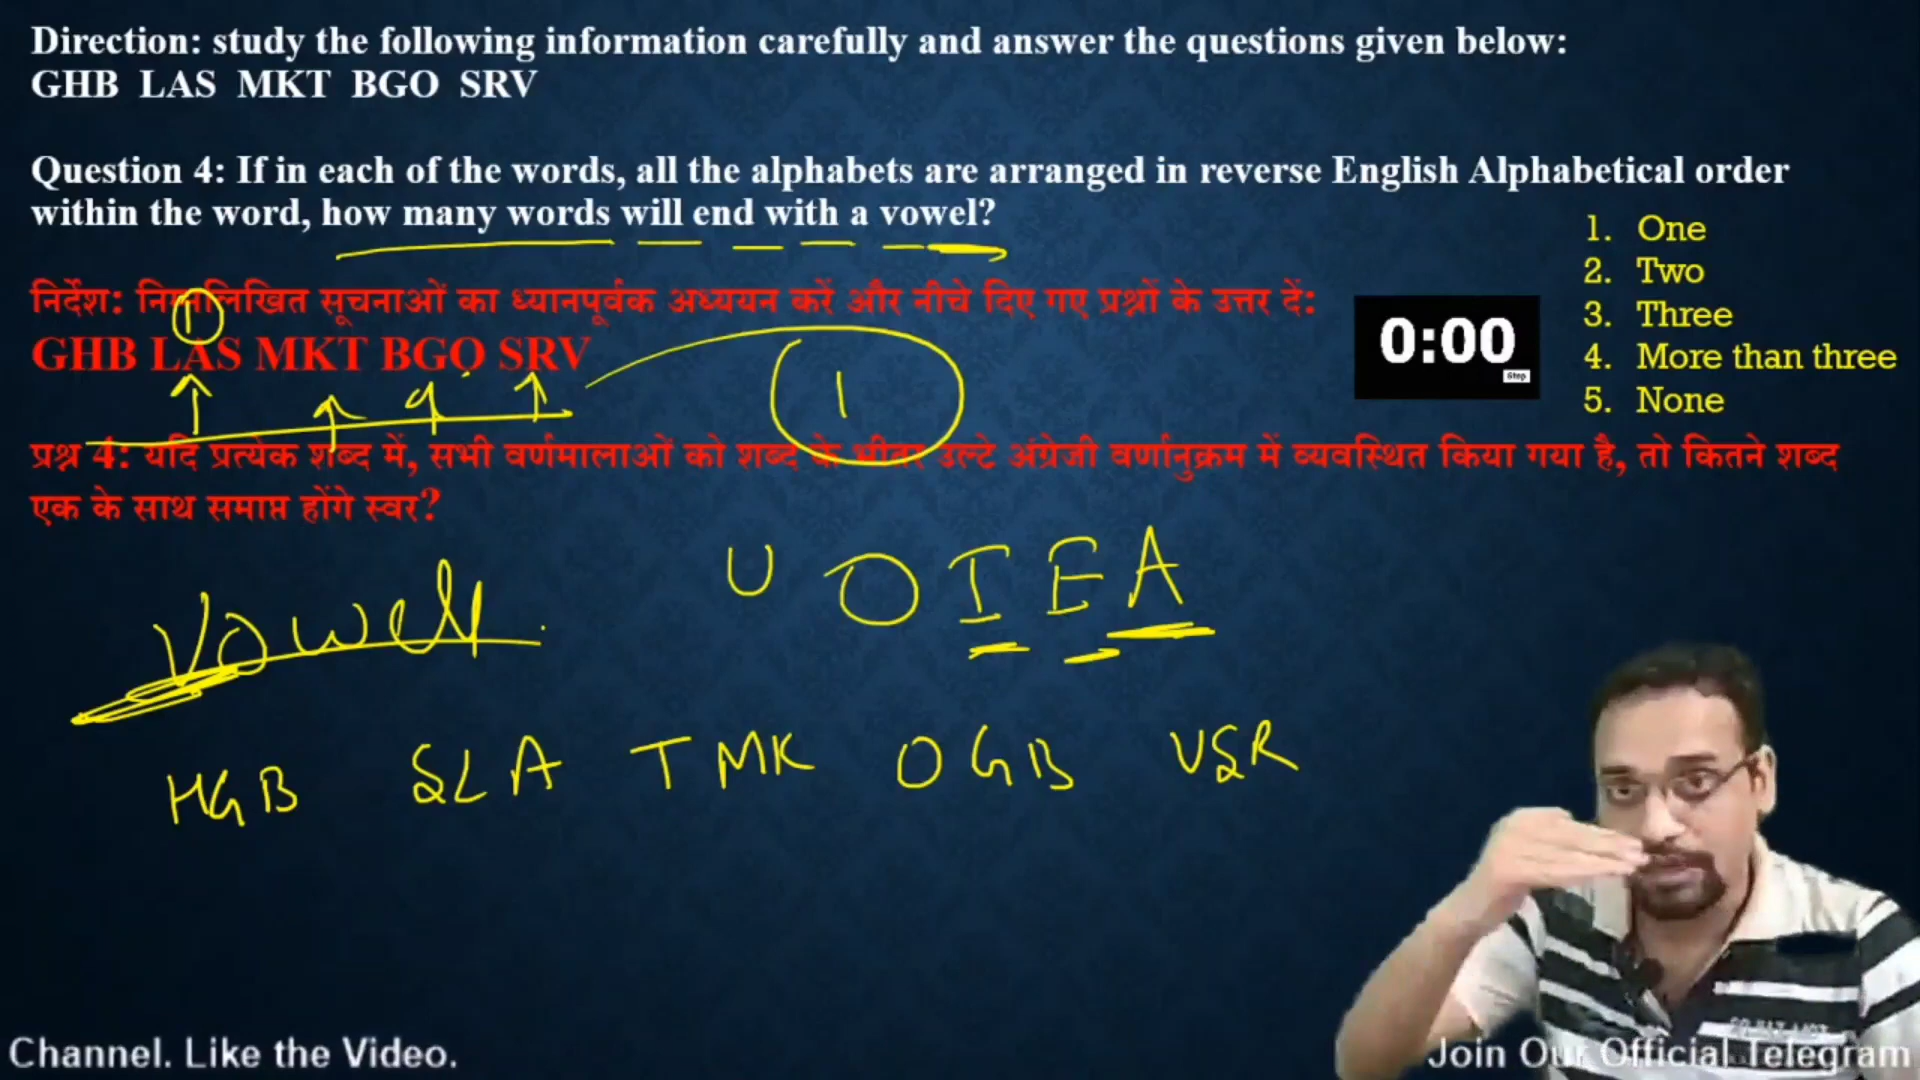 Direction: study the following information carefully and answer the questions given below:
GHB LAS MKT BGO SRV
Question 4: If in each of the words, all the alphabets are arranged in reverse English Alphabetical order
within the word, how many words will end with a vowel?
1. One
2. Two
3. Three
4. More than three
5. None
निर्देश: निम्नलिखित सूचनाओं का ध्यानपूर्वक अध्ययन करें और नीचे दिए गए प्रश्नों के उत्तर दें:
1
GHB LAS MKT BGO SRV
1
0:00
Stop
प्रश्न 4: यदि प्रत्येक शब्द में, सभी वर्णमालाओं को शब्द के भीतर उल्टे अंग्रेजी वर्णानुक्रम में व्यवस्थित किया गया है, तो कितने शब्द
एक के साथ समाप्त होंगे स्वर?
U O I E A
HGB SLA TMK OGB VSR
Channel. Like the Video.
Join Our Official Telegram